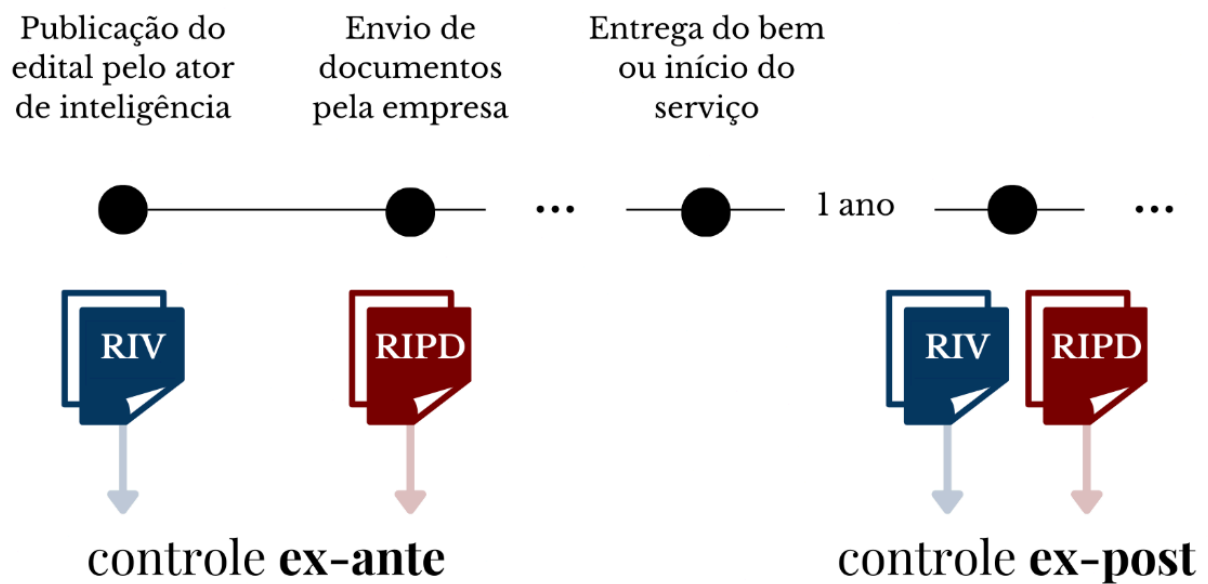 Publicação do
edital pelo ator
de inteligência
Envio de
documentos
pela empresa
Entrega do bem
ou início do
serviço
...
1 ano
...
RIV
RIPD
RIV
RIPD
controle ex-ante
controle ex-post